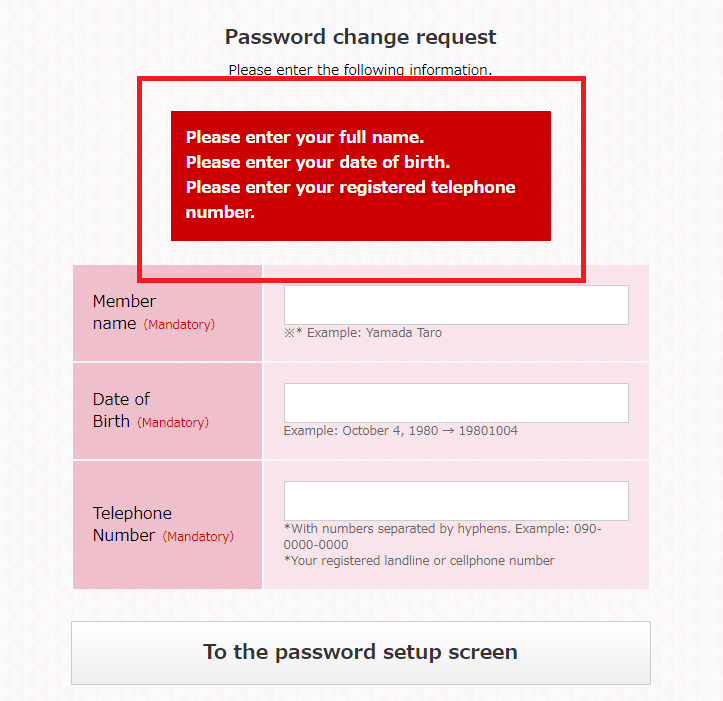 Password change request
Please enter the following information.
Please enter your full name.
Please enter your date of birth.
Please enter your registered telephone
number.
Member
name (Mandatory)
※* Example: Yamada Taro
Date of
Birth (Mandatory)
Example: October 4, 1980 → 19801004
Telephone
Number (Mandatory)
*With numbers separated by hyphens. Example: 090-
0000-0000
*Your registered landline or cellphone number
To the password setup screen